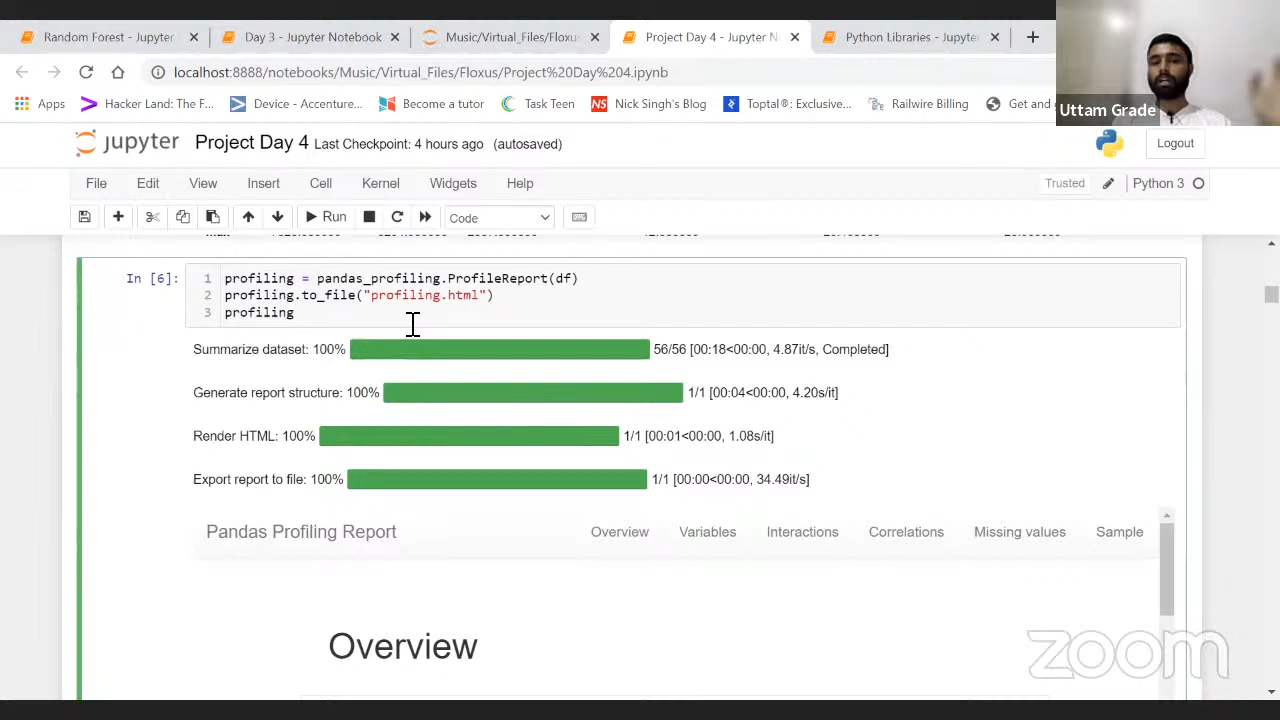 Random Forest - Jupyter
Day 3 - Jupyter Notebook
Music/Virtual_Files/Floxus
Project Day 4 - Jupyter N
Python Libraries - Jupyte
localhost:8888/notebooks/Music/Virtual_Files/Floxus/Project%20Day%204.ipynb
Apps
Hacker Land: The F...
Device - Accenture...
Become a tutor
Task Teen
NS Nick Singh's Blog
Toptal®: Exclusive...
Railwire Billing
Get and
Uttam Grade
jupyter Project Day 4 Last Checkpoint: 4 hours ago (autosaved)
Logout
File Edit View Insert Cell Kernel Widgets Help
Trusted Python 3
Run Code
In [6]:
1 profiling = pandas_profiling.ProfileReport(df)
2 profiling.to_file("profiling.html")
3 profiling
Summarize dataset: 100% 56/56 [00:18<00:00, 4.87it/s, Completed]
Generate report structure: 100% 1/1 [00:04<00:00, 4.20s/it]
Render HTML: 100% 1/1 [00:01<00:00, 1.08s/it]
Export report to file: 100% 1/1 [00:00<00:00, 34.49it/s]
Pandas Profiling Report Overview Variables Interactions Correlations Missing values Sample
Overview
zoom